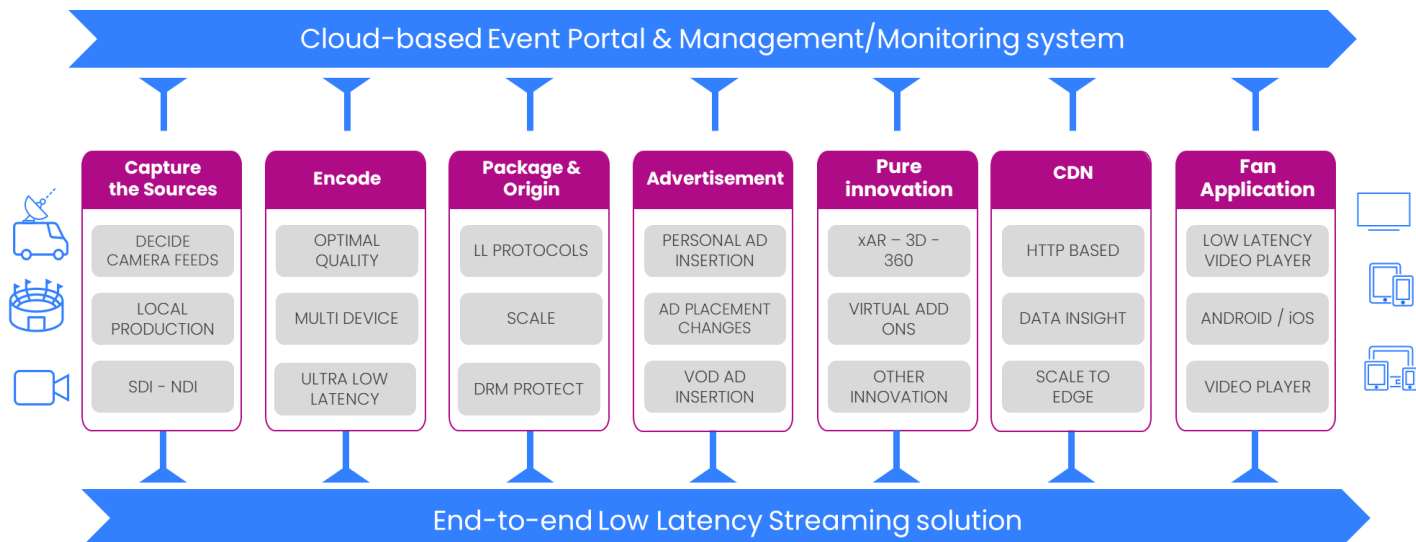 Cloud-based Event Portal & Management/Monitoring system
Capture
the Sources
DECIDE
CAMERA FEEDS
LOCAL
PRODUCTION
SDI - NDI
Encode
OPTIMAL
QUALITY
MULTI DEVICE
ULTRA LOW
LATENCY
Package &
Origin
LL PROTOCOLS
SCALE
DRM PROTECT
Advertisement
PERSONAL AD
INSERTION
AD PLACEMENT
CHANGES
VOD AD
INSERTION
Pure
innovation
xAR – 3D -
360
VIRTUAL ADD
ONS
OTHER
INNOVATION
CDN
HTTP BASED
DATA INSIGHT
SCALE TO
EDGE
Fan
Application
LOW LATENCY
VIDEO PLAYER
ANDROID / iOS
VIDEO PLAYER
End-to-end Low Latency Streaming solution